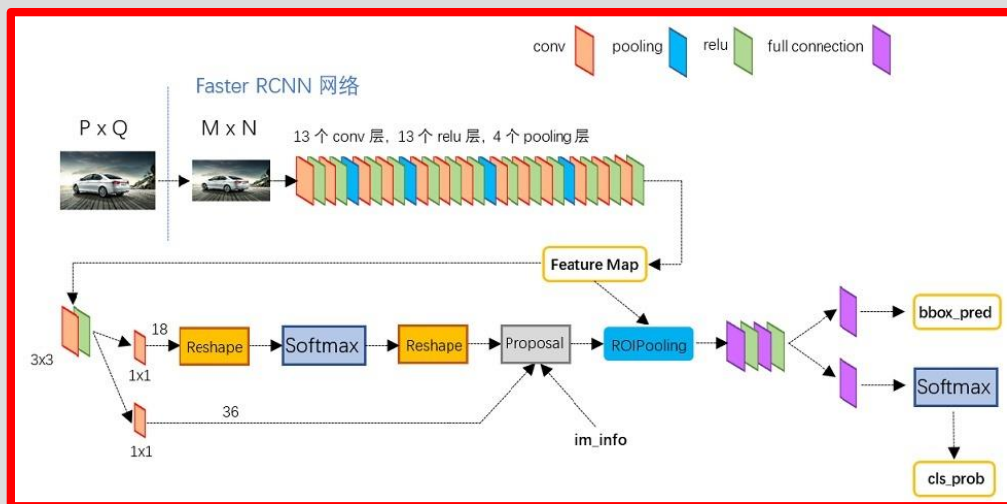 conv pooling relu full connection
Faster RCNN 网络
P x Q
M x N
13 个 conv 层, 13 个 relu 层, 4 个 pooling 层
Feature Map
3x3
18
1x1
Reshape
Softmax
Reshape
Proposal
ROIPooling
bbox_pred
Softmax
cls_prob
36
1x1
im_info